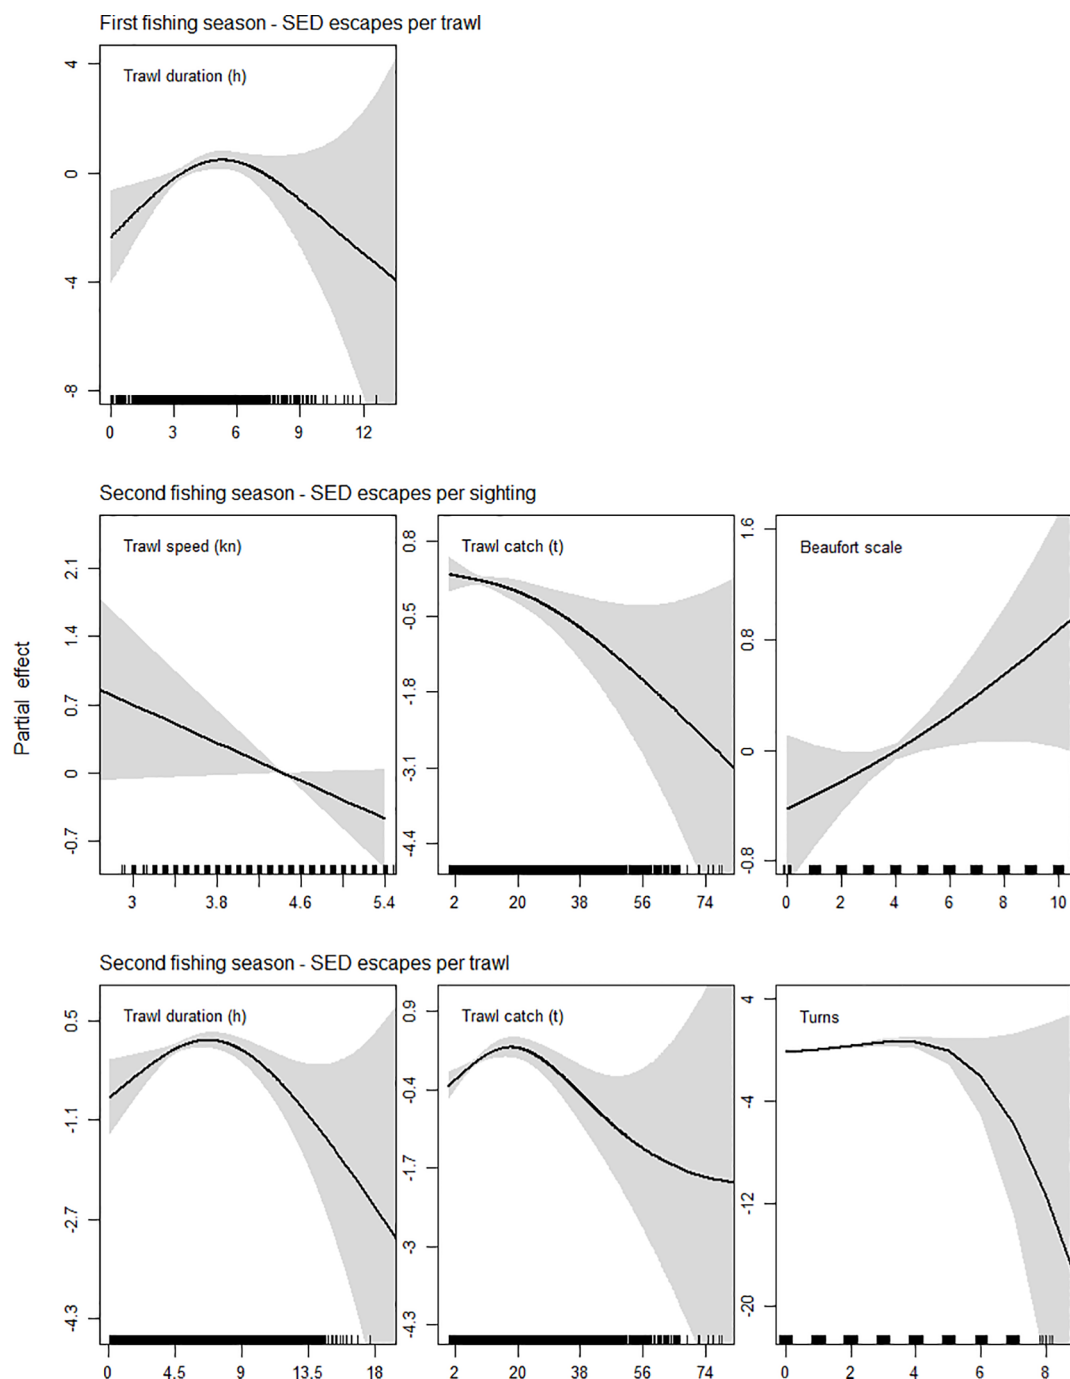 First fishing season - SED escapes per trawl
Trawl duration (h)
4
0
-4
-8
0 3 6 9 12
Second fishing season - SED escapes per sighting
Partial effect
Trawl speed (kn)
2.1
1.4
0.7
0
-0.7
3 3.8 4.6 5.4
Trawl catch (t)
0.8
-0.5
-1.8
-3.1
-4.4
2 20 38 56 74
Beaufort scale
1.6
0.8
0
-0.8
0 2 4 6 8 10
Second fishing season - SED escapes per trawl
Trawl duration (h)
0.5
-1.1
-2.7
-4.3
0 4.5 9 13.5 18
Trawl catch (t)
0.9
-0.4
-1.7
-3
-4.3
2 20 38 56 74
Turns
4
-4
-12
-20
0 2 4 6 8